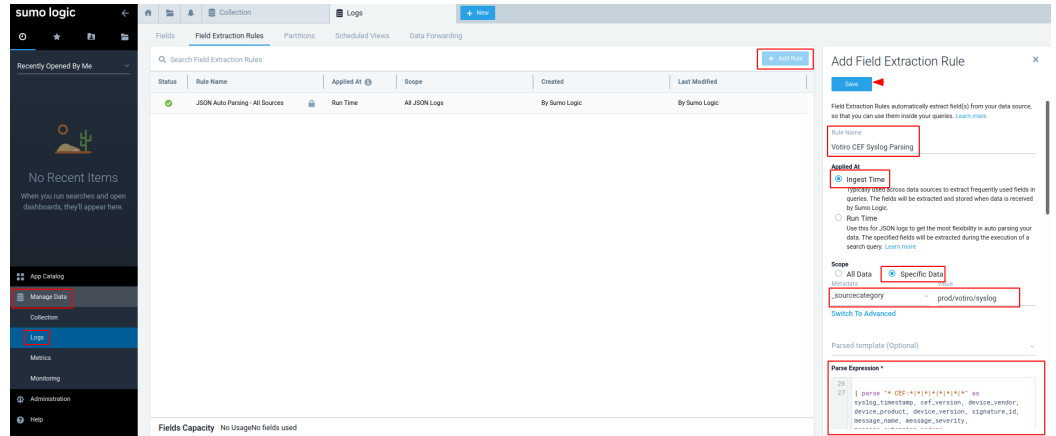 sumo logic
Collection
Logs
+ New
Fields
Field Extraction Rules
Partitions
Scheduled Views
Data Forwarding
Recently Opened By Me
No Recent Items
When you run searches and open
dashboards, they'll appear here.
App Catalog
Manage Data
Collection
Logs
Metrics
Monitoring
Administration
Help
Search Field Extraction Rules
+ Add Rule
Status
Rule Name
Applied At
Scope
Created
Last Modified
JSON Auto Parsing - All Sources
Run Time
All JSON Logs
By Sumo Logic
By Sumo Logic
Fields Capacity No UsageNo fields used
Add Field Extraction Rule
Save
Field Extraction Rules automatically extract field(s) from your data source,
so that you can use them inside your queries. Learn more
Rule Name
Votiro CEF Syslog Parsing
Applied At
Ingest Time
Typically used across data sources to extract frequently used fields in
queries. The fields will be extracted and stored when data is received
by Sumo Logic.
Run Time
Use this for JSON logs to get the most flexibility in auto parsing your
data. The specified fields will be extracted during the execution of a
search query. Learn more
Scope
All Data
Specific Data
Metadata
Value
_sourcecategory
prod/votiro/syslog
Switch To Advanced
Parsed template (Optional)
Parse Expression *
26
27 | parse "* CEF:*|*|*|*|*|*|*|*" as
syslog_timestamp, cef_version, device_vendor,
device_product, device_version, signature_id,
message_name, message_severity,